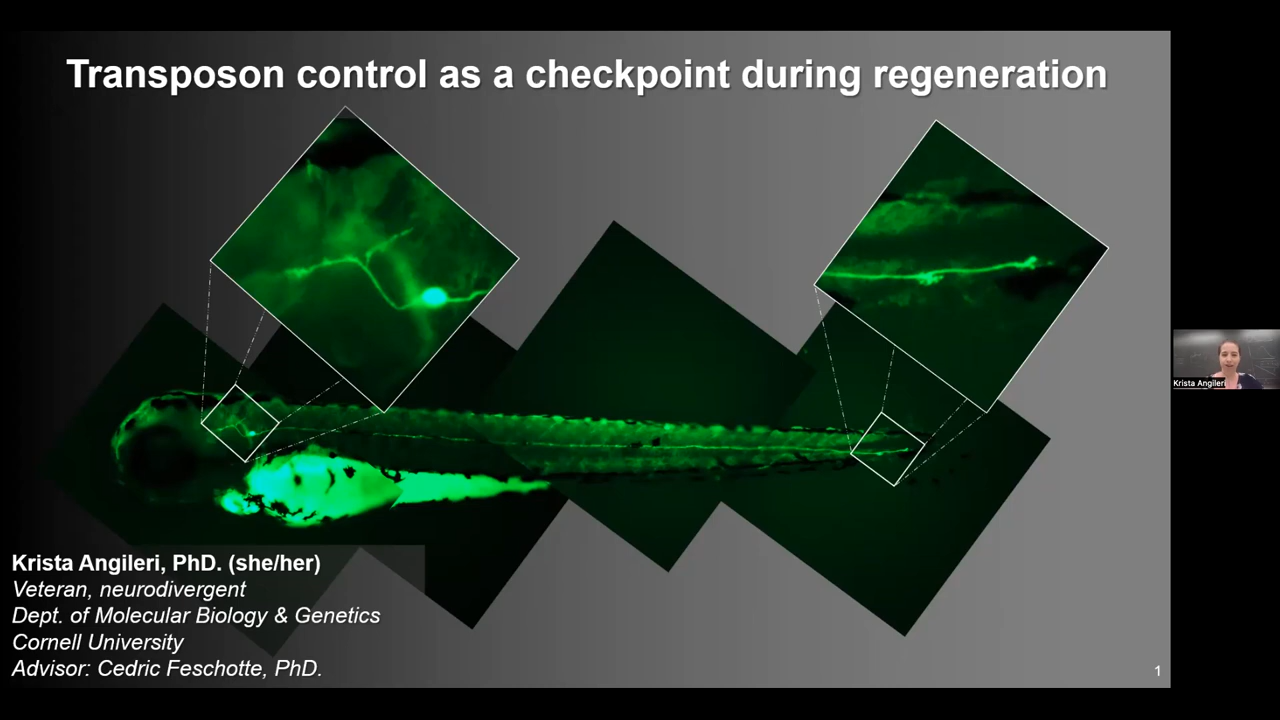 Transposon control as a checkpoint during regeneration
Krista Angileri, PhD. (she/her)
Veteran, neurodivergent
Dept. of Molecular Biology & Genetics
Cornell University
Advisor: Cedric Feschotte, PhD.
1
Krista Angileri